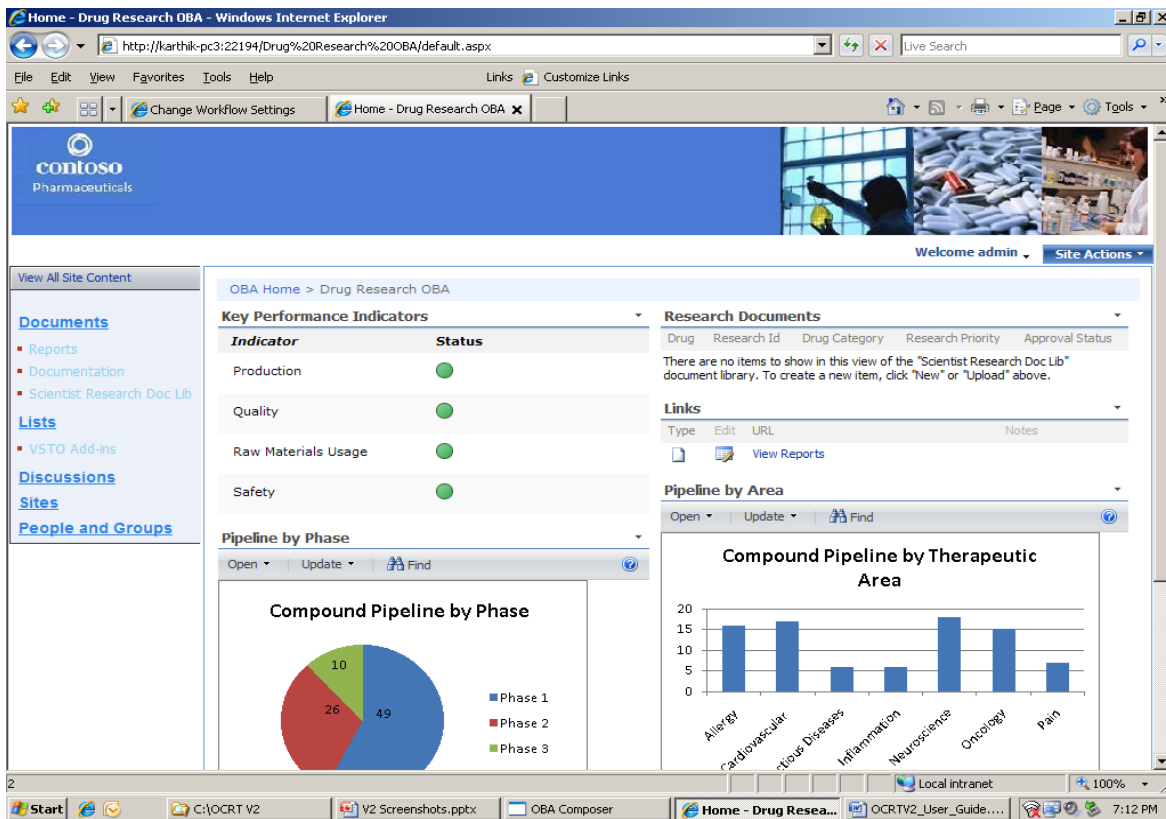 Home - Drug Research OBA - Windows Internet Explorer
http://karthik-pc3:22194/Drug%20Research%20OBA/default.aspx
Live Search
File Edit View Favorites Tools Help Links Customize Links
Change Workflow Settings Home - Drug Research OBA Page Tools
contoso
Pharmaceuticals
Welcome admin Site Actions
View All Site Content
Documents
Reports
Documentation
Scientist Research Doc Lib
Lists
VSTO Add-ins
Discussions
Sites
People and Groups
OBA Home > Drug Research OBA
Key Performance Indicators
Indicator Status
Production
Quality
Raw Materials Usage
Safety
Pipeline by Phase
Open Update Find
Compound Pipeline by Phase
10
26
49
Phase 1
Phase 2
Phase 3
Research Documents
Drug Research Id Drug Category Research Priority Approval Status
There are no items to show in this view of the "Scientist Research Doc Lib"
document library. To create a new item, click "New" or "Upload" above.
Links
Type Edit URL Notes
View Reports
Pipeline by Area
Open Update Find
Compound Pipeline by Therapeutic
Area
20
15
10
5
0
Allergy
Cardiovascular
ctious Diseases
Inflammation
Neuroscience
Oncology
Pain
2
Local intranet 100%
Start C:\OCRT V2 V2 Screenshots.pptx OBA Composer Home - Drug Resea... OCRTV2_User_Guide.... 7:12 PM